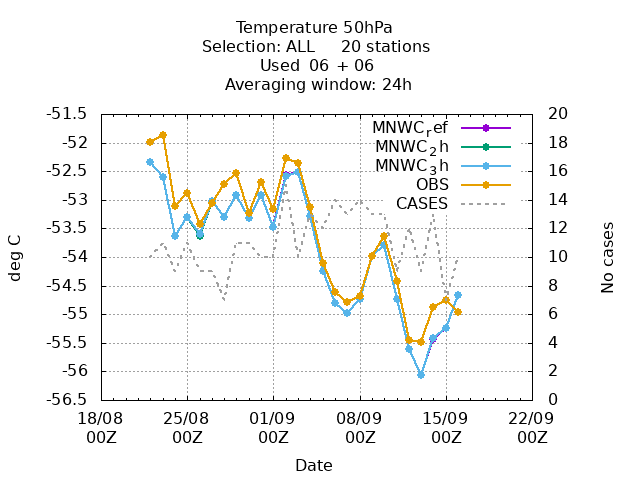 Temperature 50hPa
Selection: ALL 20 stations
Used 06 + 06
Averaging window: 24h
-51.5
-52
-52.5
-53
-53.5
-54
-54.5
-55
-55.5
-56
-56.5
20
18
16
14
12
10
8
6
4
2
0
MNWCref
MNWC2h
MNWC3h
OBS
CASES
deg C
No cases
18/08
00Z
25/08
00Z
01/09
00Z
08/09
00Z
15/09
00Z
22/09
00Z
Date